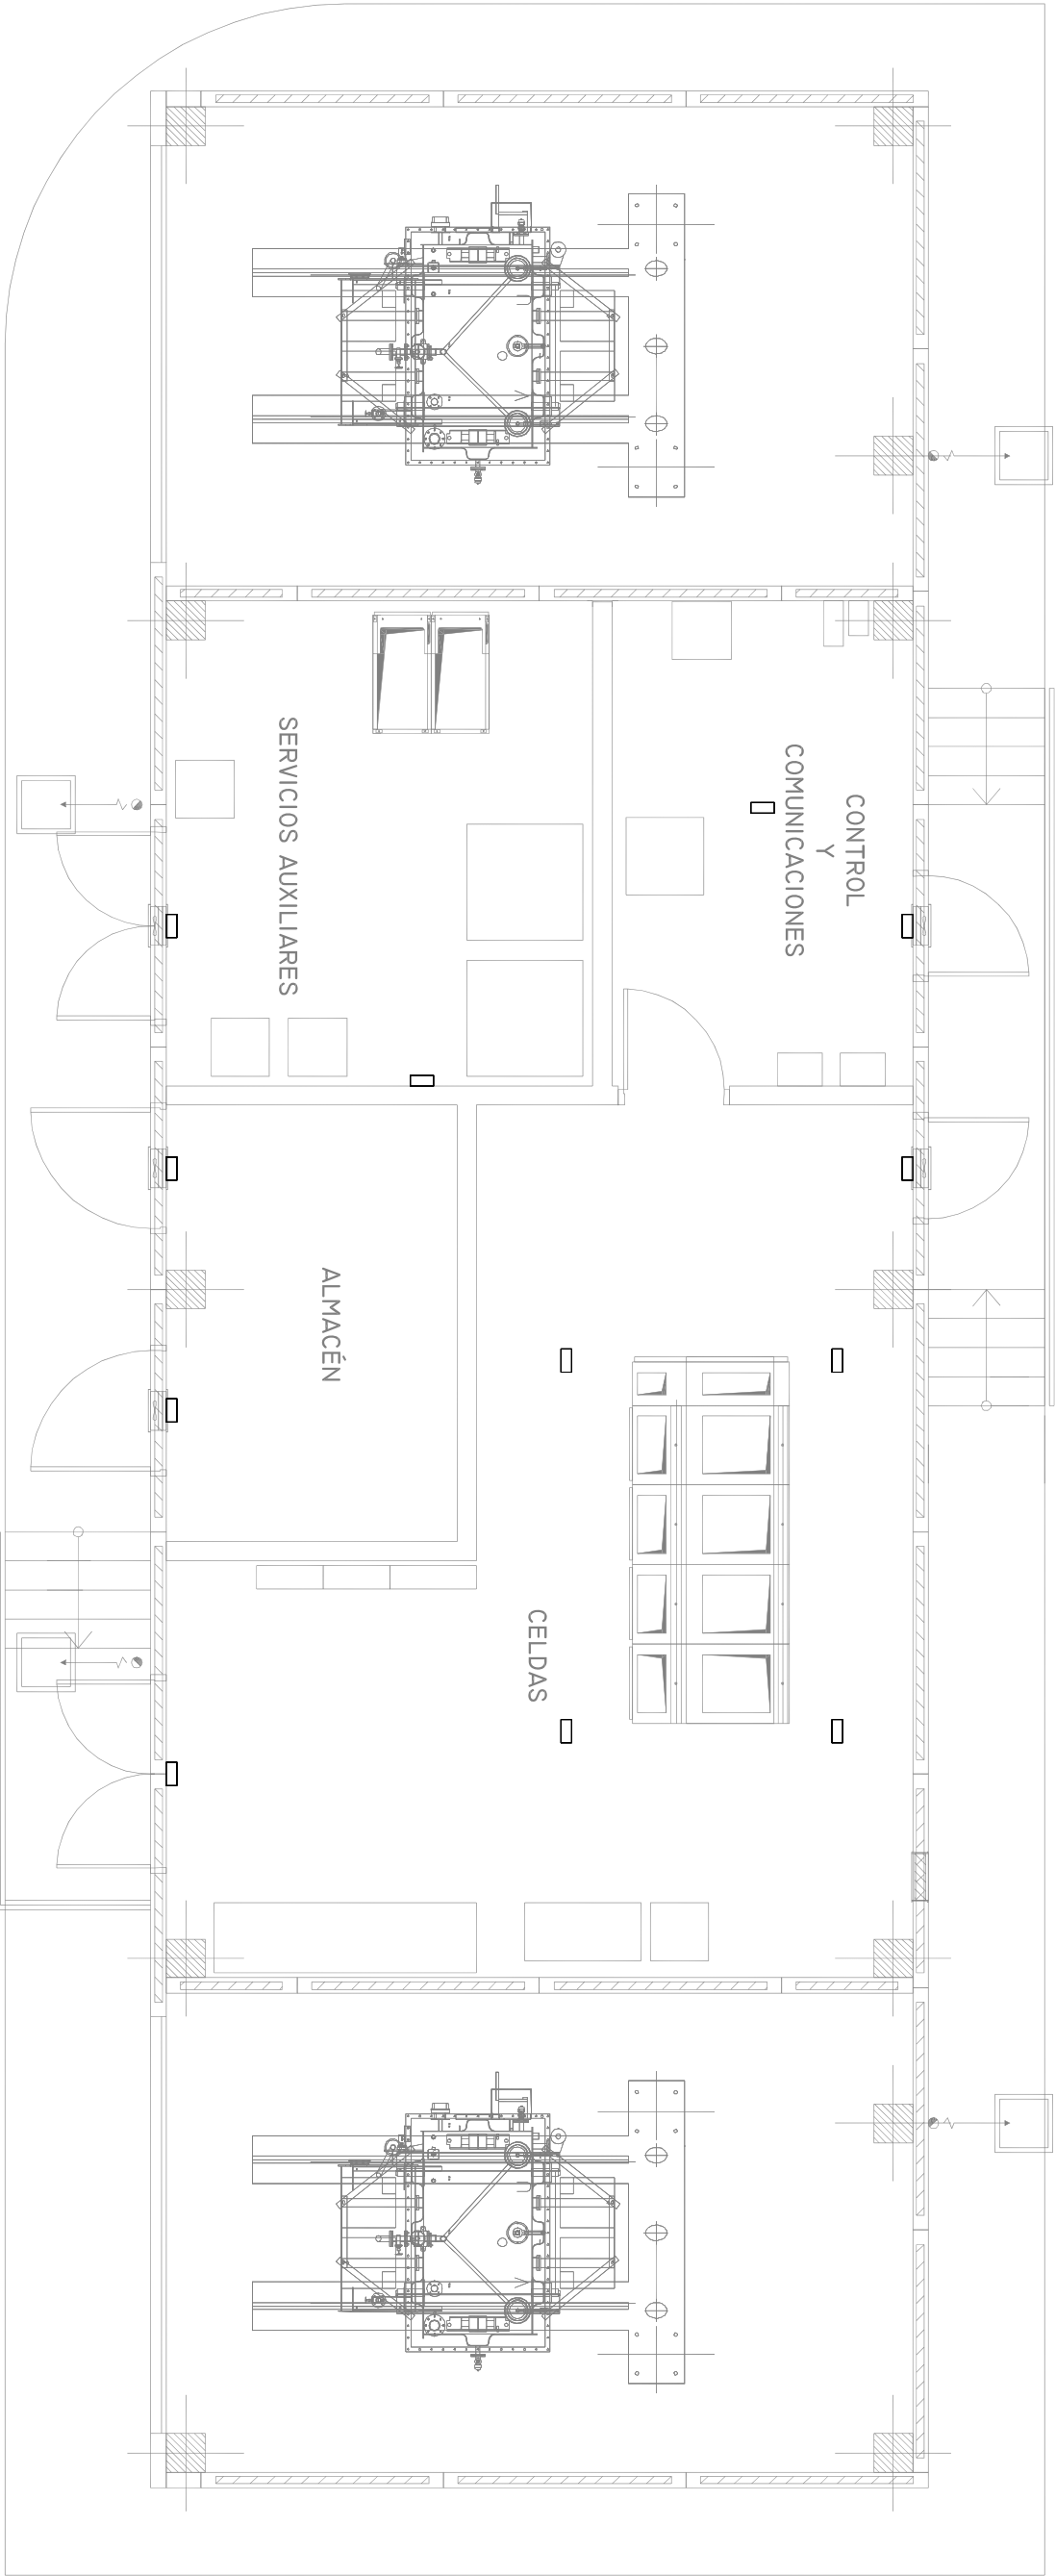 SERVICIOS AUXILIARES
CONTROL
Y
COMUNICACIONES
ALMACÉN
CELDAS